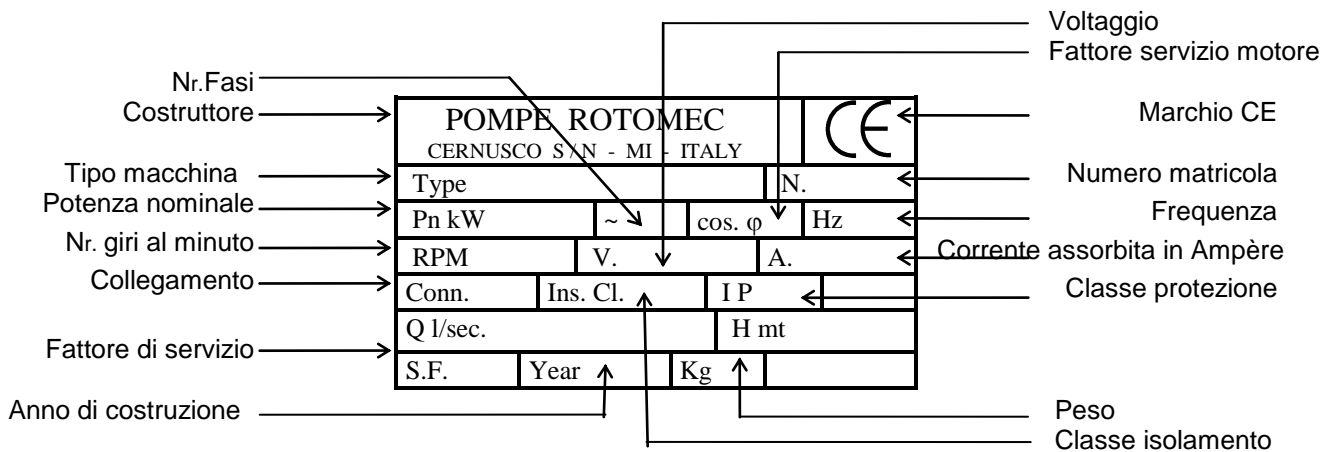 Voltaggio
Fattore servizio motore
Nr.Fasi
Costruttore
POMPE ROTOMEC
CE
Marchio CE
CERNUSCO S/N - MI - ITALY
Tipo macchina
Type
N.
Numero matricola
Potenza nominale
Pn kW
~
cos. φ
Hz
Frequenza
Nr. giri al minuto
RPM
V.
A.
Corrente assorbita in Ampère
Collegamento
Conn.
Ins. Cl.
I P
Classe protezione
Q l/sec.
H mt
Fattore di servizio
S.F.
Year
Kg
Anno di costruzione
Peso
Classe isolamento